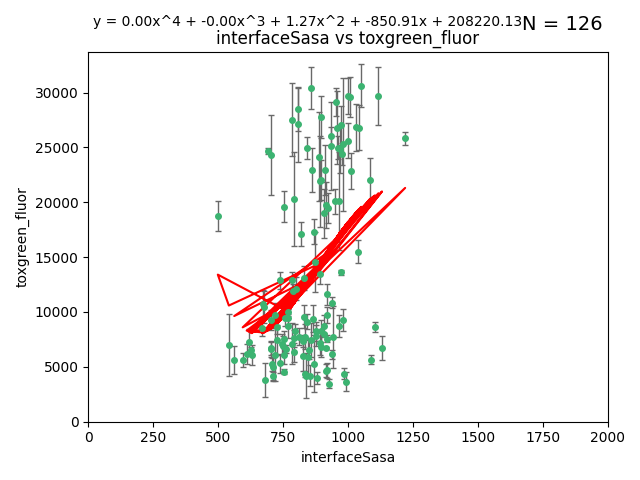 y = 0.00x^4 + -0.00x^3 + 1.27x^2 + -850.91x + 208220.13 N = 126
interfaceSasa vs toxgreen_fluor
30000
25000
20000
15000
10000
5000
0
toxgreen_fluor
0 250 500 750 1000 1250 1500 1750 2000
interfaceSasa